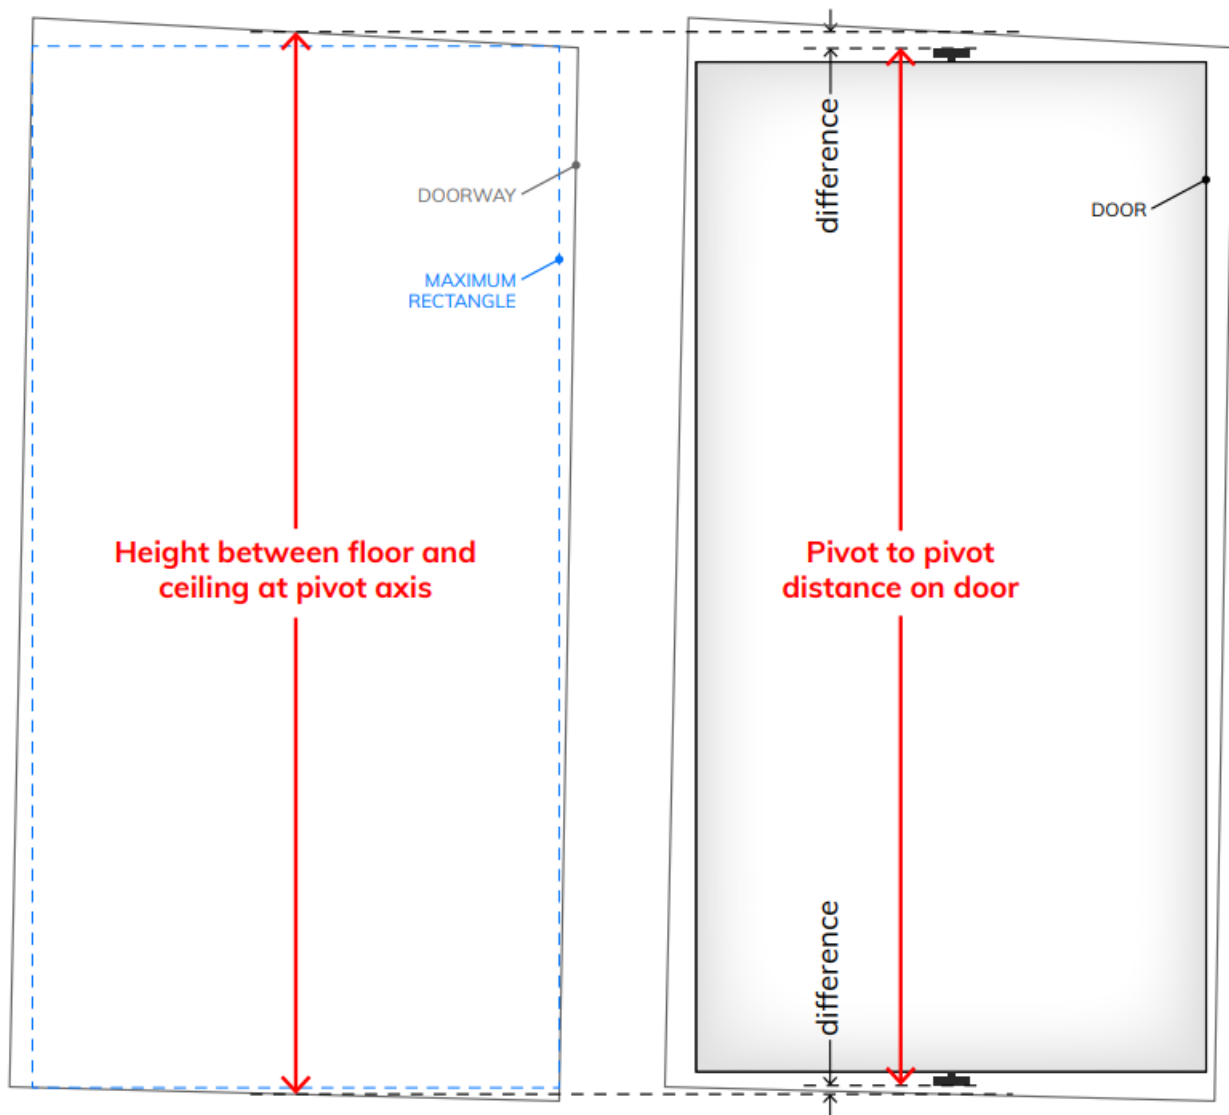 difference
DOORWAY
DOOR
MAXIMUM
RECTANGLE
Height between floor and
ceiling at pivot axis
Pivot to pivot
distance on door
difference